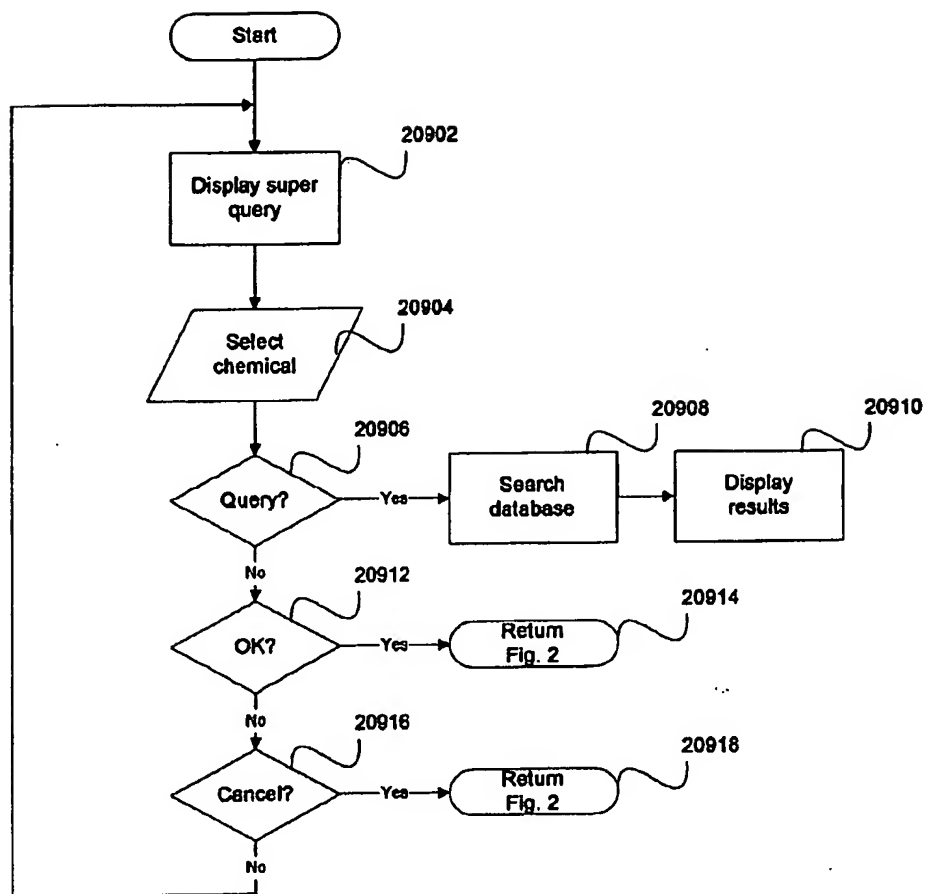 Start
20902
Display super
query
20904
Select
chemical
20906
Query?
Yes
20908
Search
database
20910
Display
results
No
20912
OK?
Yes
20914
Return
Fig. 2
No
20916
Cancel?
Yes
20918
Return
Fig. 2
No